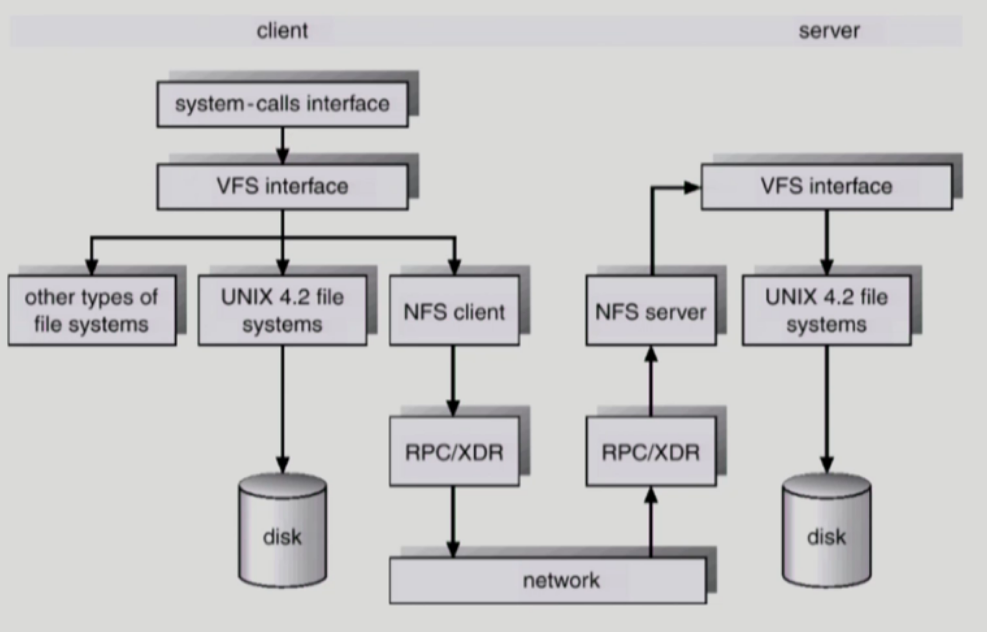 client
server
system-calls interface
VFS interface
VFS interface
other types of
file systems
UNIX 4.2 file
systems
NFS client
NFS server
UNIX 4.2 file
systems
RPC/XDR
RPC/XDR
disk
disk
network